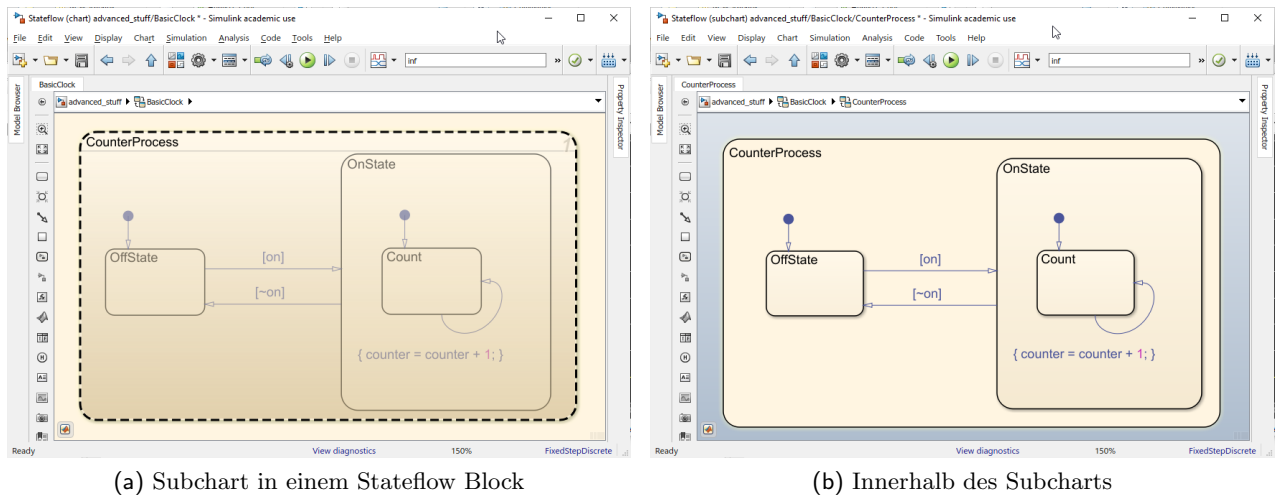 Stateflow (chart) advanced_stuff/BasicClock * - Simulink academic use
File Edit View Display Chart Simulation Analysis Code Tools Help
inf »
BasicClock
advanced_stuff BasicClock
Model Browser
Property Inspector
CounterProcess
1
OnState
OffState
[on]
[~on]
Count
{ counter = counter + 1; }
Ready View diagnostics 150% FixedStepDiscrete
(a) Subchart in einem Stateflow Block
Stateflow (subchart) advanced_stuff/BasicClock/CounterProcess * - Simulink academic use
File Edit View Display Chart Simulation Analysis Code Tools Help
inf »
CounterProcess
advanced_stuff BasicClock CounterProcess
Model Browser
Property Inspector
CounterProcess
OnState
OffState
[on]
[~on]
Count
{ counter = counter + 1; }
Ready View diagnostics 150% FixedStepDiscrete
(b) Innerhalb des Subcharts